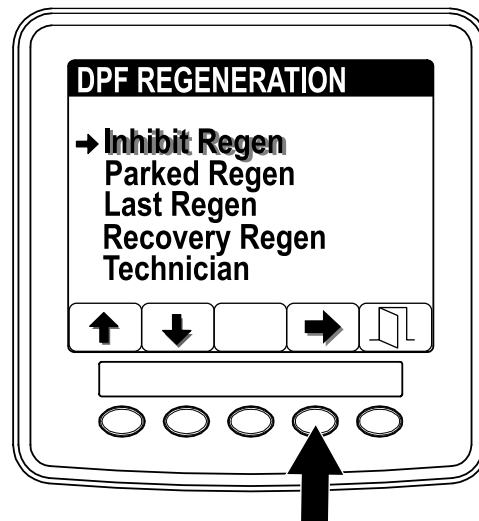 DPF REGENERATION
Inhibit Regen
Parked Regen
Last Regen
Recovery Regen
Technician